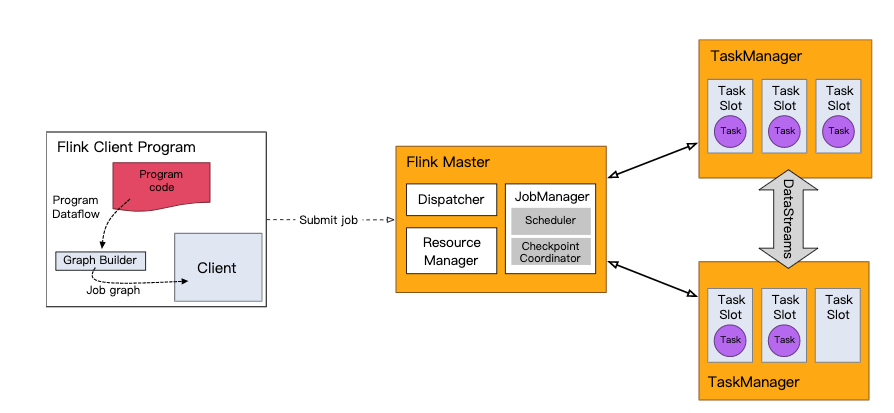 Flink Client Program
Program
code
Program
Dataflow
Graph Builder
Job graph
Client
Submit job
Flink Master
Dispatcher
Resource
Manager
JobManager
Scheduler
Checkpoint
Coordinator
TaskManager
Task
Slot
Task
Task
Slot
Task
Task
Slot
Task
DataStreams
Task
Slot
Task
Task
Slot
Task
Task
Slot
TaskManager